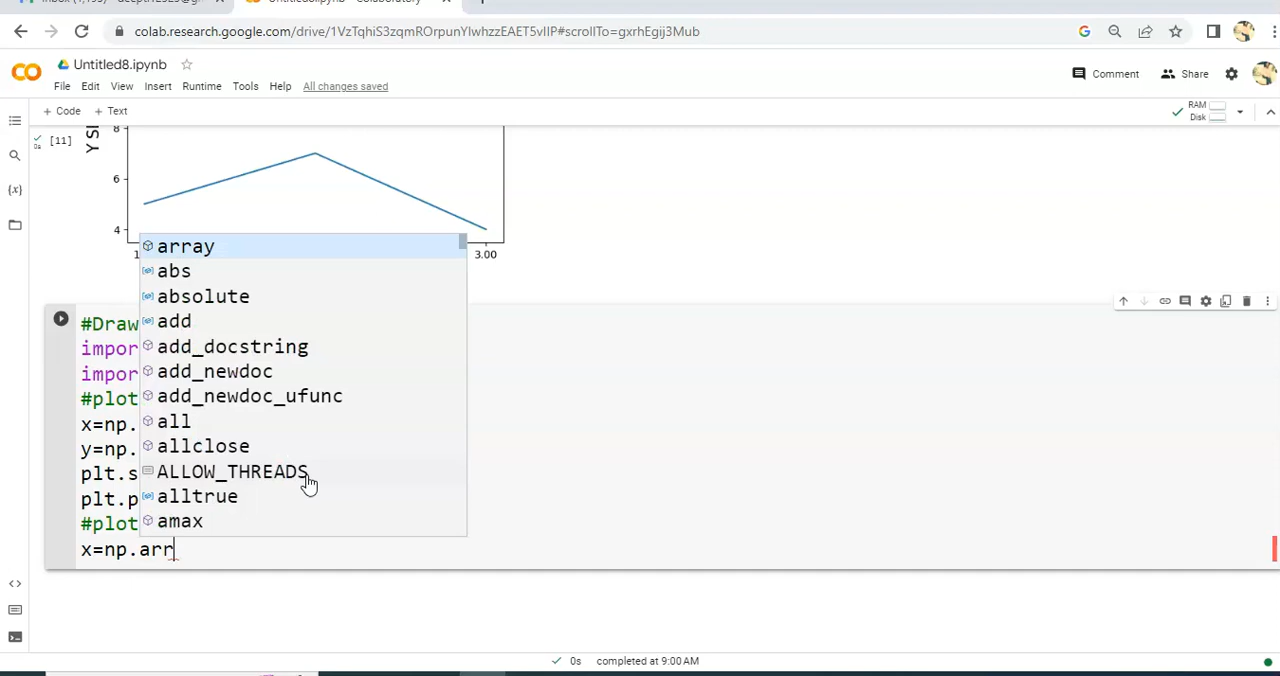 colab.research.google.com/drive/1VzTqhiS3zqmROrpunYlwhzzEAET5vIIP#scrollTo=gxrhEgij3Mub
Untitled8.ipynb
File Edit View Insert Runtime Tools Help All changes saved
Comment Share
+ Code + Text
RAM
Disk
8
[11]
0s
6
4
3.00
array
abs
absolute
add
add_docstring
add_newdoc
add_newdoc_ufunc
all
allclose
ALLOW_THREADS
alltrue
amax
#Draw
impor
impor
#plot
x=np.
y=np.
plt.s
plt.p
#plot
x=np.arr
0s completed at 9:00 AM